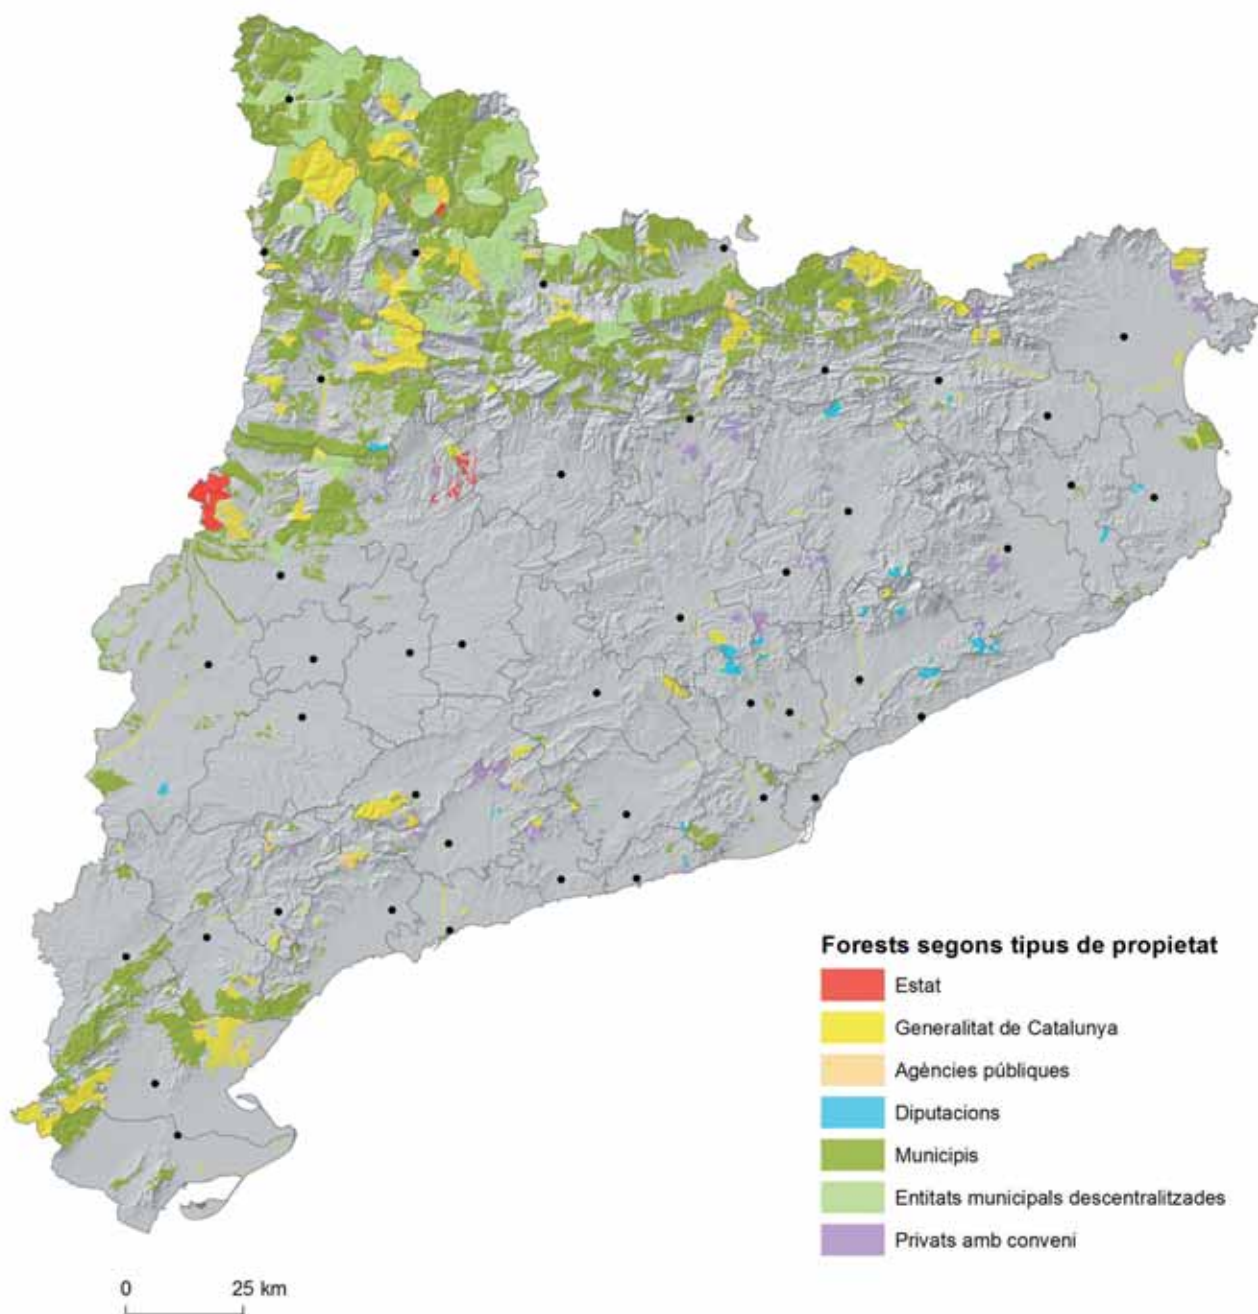 Forests segons tipus de propietat
Estat
Generalitat de Catalunya
Agències públiques
Diputacions
Municipis
Entitats municipals descentralitzades
Privats amb conveni
0 25 km